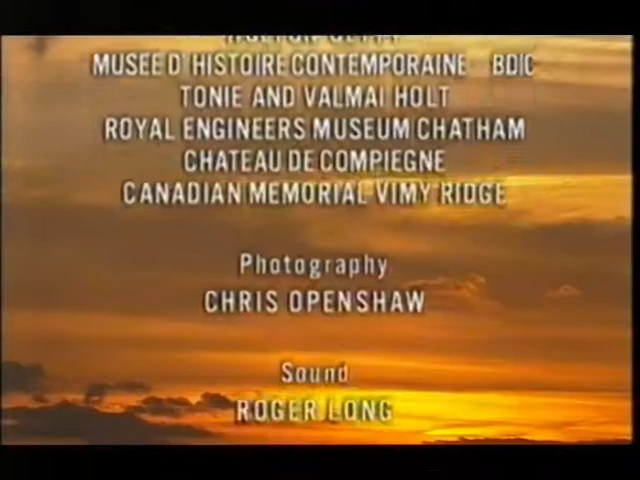 MUSEE D'HISTOIRE CONTEMPORAINE BDIC
TONIE AND VALMAI HOLT
ROYAL ENGINEERS MUSEUM CHATHAM
CHATEAU DE COMPIEGNE
CANADIAN MEMORIAL VIMY RIDGE
Photography
CHRIS OPENSHAW
Sound
ROGER LONG